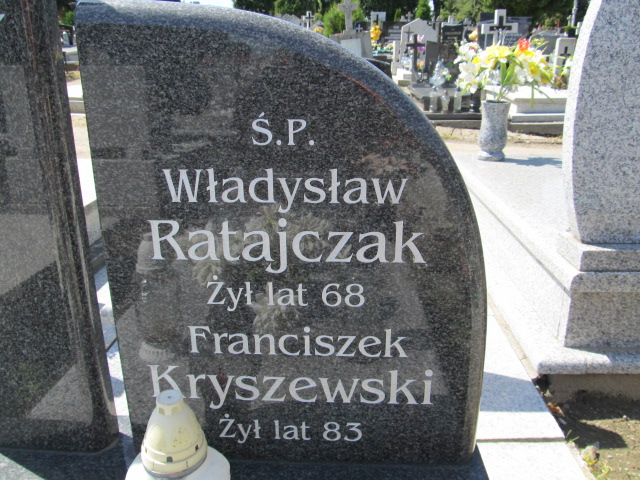 Ś.P.
Władysław
Ratajczak
Żył lat 68
Franciszek
Kryszewski
Żył lat 83